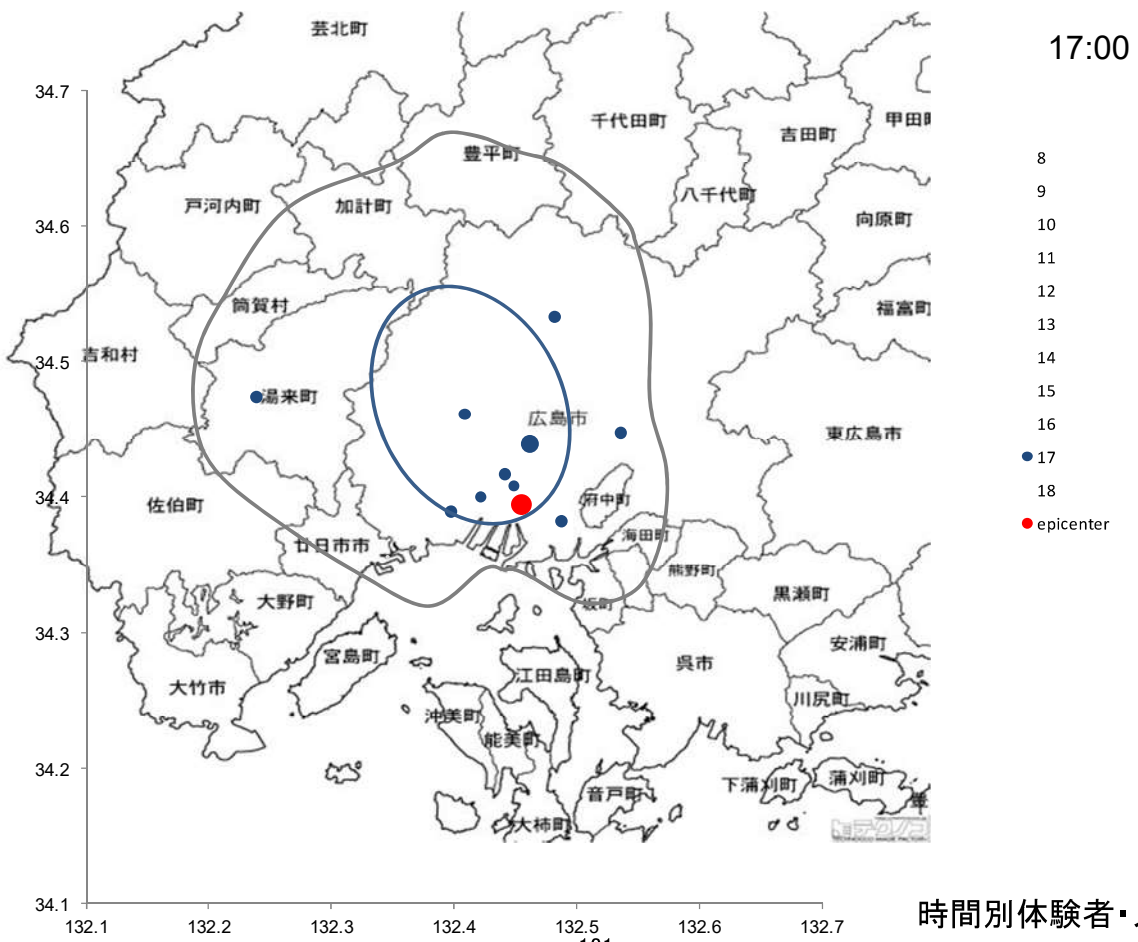 芸北町
17:00
34.7
千代田町
吉田町
豊平町
8
9
八千代町
戸河内町
加計町
向原町
10
34.6
11
12
筒賀村
福富町
13
吉和村
34.5
14
湯来町
15
広島市
16
東広島市
17
34.4
佐伯町
府中町
18
epicenter
海田町
廿日市市
熊野町
坂町
大野町
黒瀬町
34.3
安浦町
宮島町
呉市
江田島町
大竹市
川尻町
沖美町
能美町
34.2
下蒲刈町
蒲刈町
音戸町
大柿町
34.1
132.1
132.2
132.3
132.4
132.5
132.6
132.7
時間別体験者・